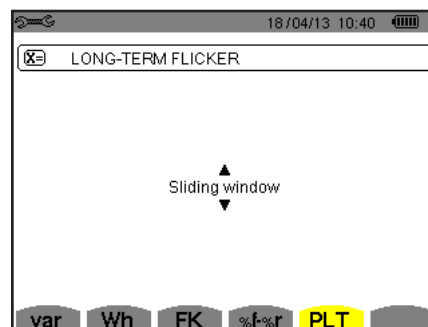 18/04/13 10:40
X= LONG-TERM FLICKER
Sliding window
var Wh FK %f-%r PLT